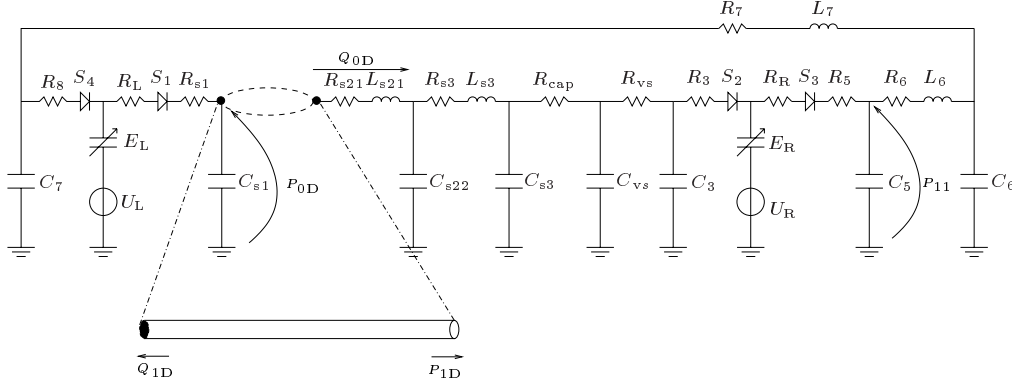 R7 L7
Q0D
R8 S4 RL S1 Rs1 Rs21 Ls21 Rs3 Ls3 Rcap Rvs R3 S2 RR S3 R5 R6 L6
EL ER
C7 Cs1 P0D Cs22 Cs3 Cvs C3 C5 P11 C6
UL UR
Q1D P1D